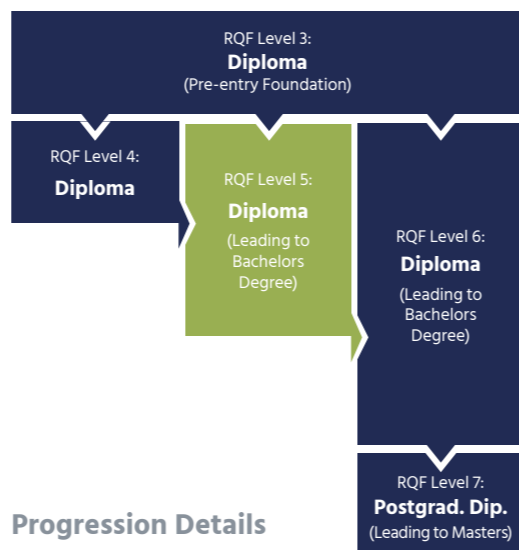 RQF Level 3:
Diploma
(Pre-entry Foundation)
RQF Level 4:
Diploma
RQF Level 5:
Diploma
(Leading to
Bachelors
Degree)
RQF Level 6:
Diploma
(Leading to
Bachelors
Degree)
RQF Level 7:
Postgrad. Dip.
(Leading to Masters)
Progression Details